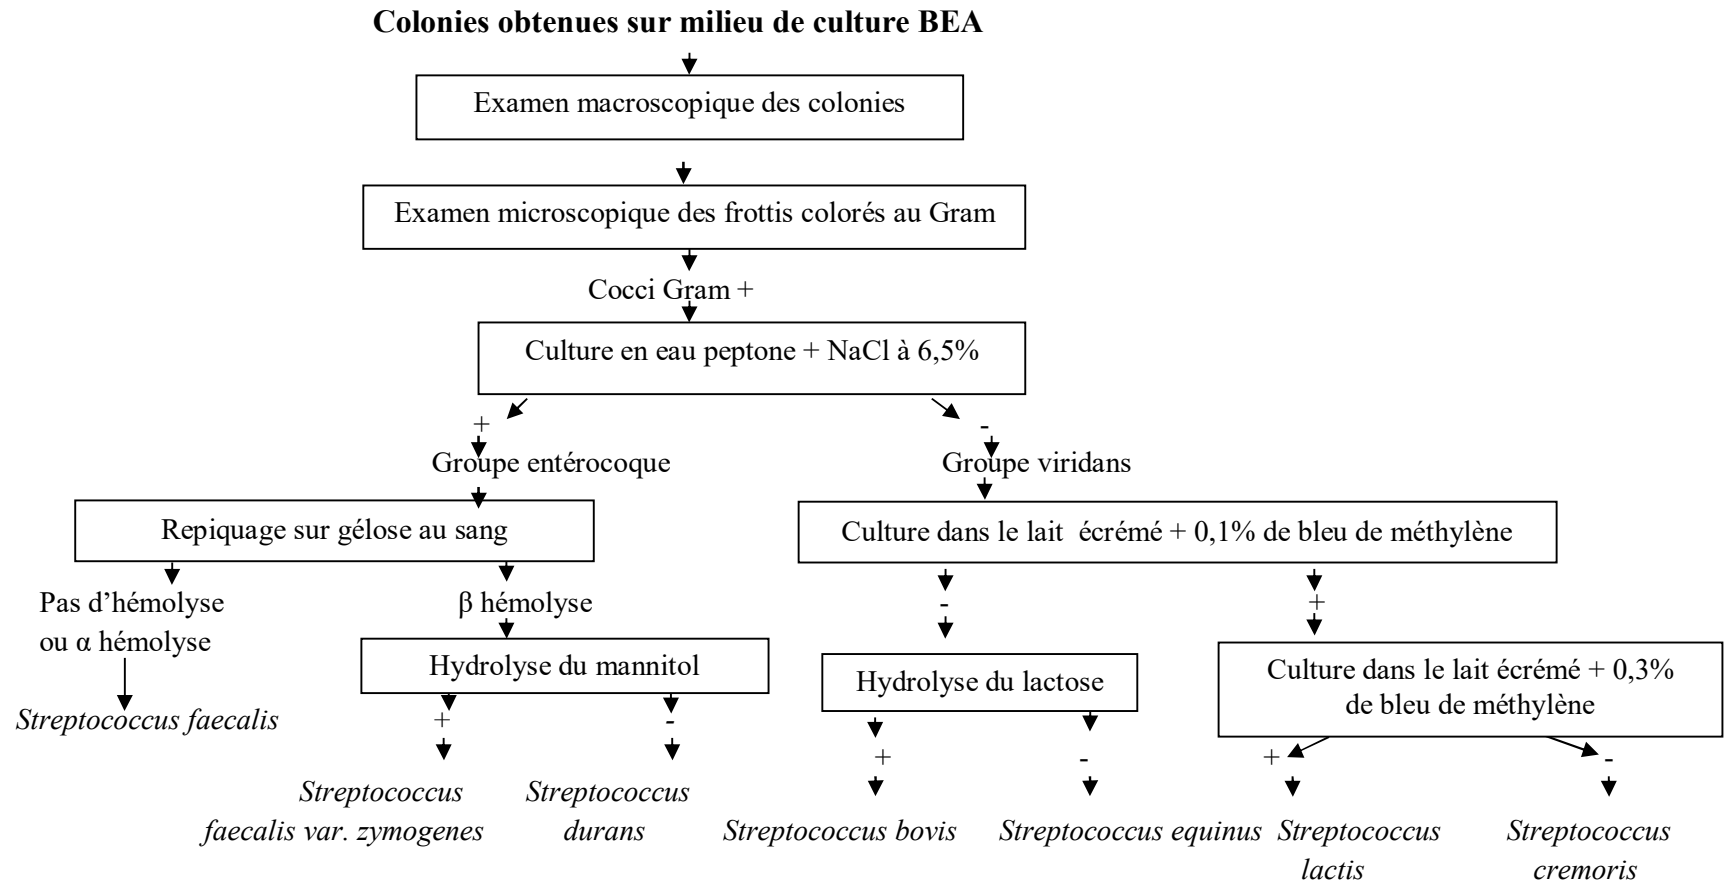 Colonies obtenues sur milieu de culture BEA
Examen macroscopique des colonies
Examen microscopique des frottis colorés au Gram
Cocci Gram +
Culture en eau peptone + NaCl à 6,5%
+
-
Groupe entérocoque
Groupe viridans
Repiquage sur gélose au sang
Culture dans le lait écrémé + 0,1% de bleu de méthylène
Pas d’hémolyse
ou α hémolyse
β hémolyse
-
+
Hydrolyse du mannitol
Hydrolyse du lactose
Culture dans le lait écrémé + 0,3%
de bleu de méthylène
Streptococcus faecalis
+
-
+
-
+
-
Streptococcus
faecalis var. zymogenes
Streptococcus
durans
Streptococcus bovis
Streptococcus equinus
Streptococcus
lactis
Streptococcus
cremoris